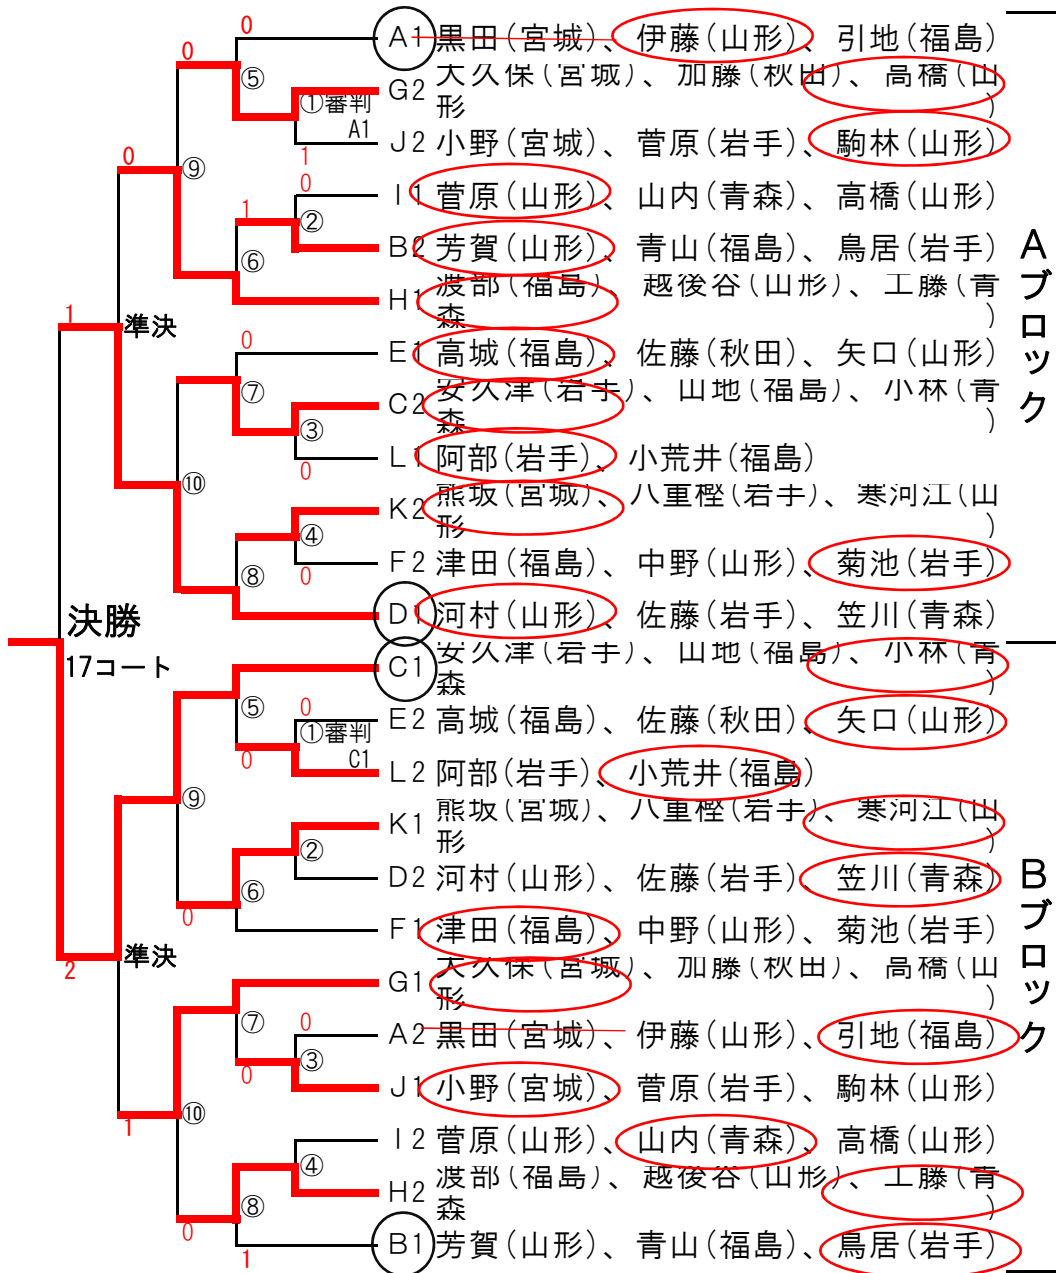 0
A1 黒田(宮城)、伊藤(山形)、引地(福島)
0
⑤
G2 大久保(宮城)、加藤(秋田)、高橋(山形)
①審判
A1
J2 小野(宮城)、菅原(岩手)、駒林(山形)
1
0
⑨
0
I1 菅原(山形)、山内(青森)、高橋(山形)
1
②
B2 芳賀(山形)、青山(福島)、鳥居(岩手)
⑥
H1 渡部(福島)、越後谷(山形)、工藤(青森)
Aブロック
1
準決
0
E1 高城(福島)、佐藤(秋田)、矢口(山形)
⑦
C2 安久津(岩手)、山地(福島)、小林(青森)
③
L1 阿部(岩手)、小荒井(福島)
0
⑩
K2 熊坂(宮城)、八重樫(岩手)、寒河江(山形)
④
F2 津田(福島)、中野(山形)、菊池(岩手)
⑧
0
D1 河村(山形)、佐藤(岩手)、笠川(青森)
決勝
17コート
C1 安久津(岩手)、山地(福島)、小林(青森)
⑤
0
E2 高城(福島)、佐藤(秋田)、矢口(山形)
①審判
C1
0
L2 阿部(岩手)、小荒井(福島)
⑨
K1 熊坂(宮城)、八重樫(岩手)、寒河江(山形)
②
D2 河村(山形)、佐藤(岩手)、笠川(青森)
⑥
0
F1 津田(福島)、中野(山形)、菊池(岩手)
Bブロック
準決
2
G1 大久保(宮城)、加藤(秋田)、高橋(山形)
⑦
0
A2 黒田(宮城)、伊藤(山形)、引地(福島)
③
0
J1 小野(宮城)、菅原(岩手)、駒林(山形)
⑩
1
I2 菅原(山形)、山内(青森)、高橋(山形)
④
H2 渡部(福島)、越後谷(山形)、工藤(青森)
⑧
0
B1 芳賀(山形)、青山(福島)、鳥居(岩手)
1